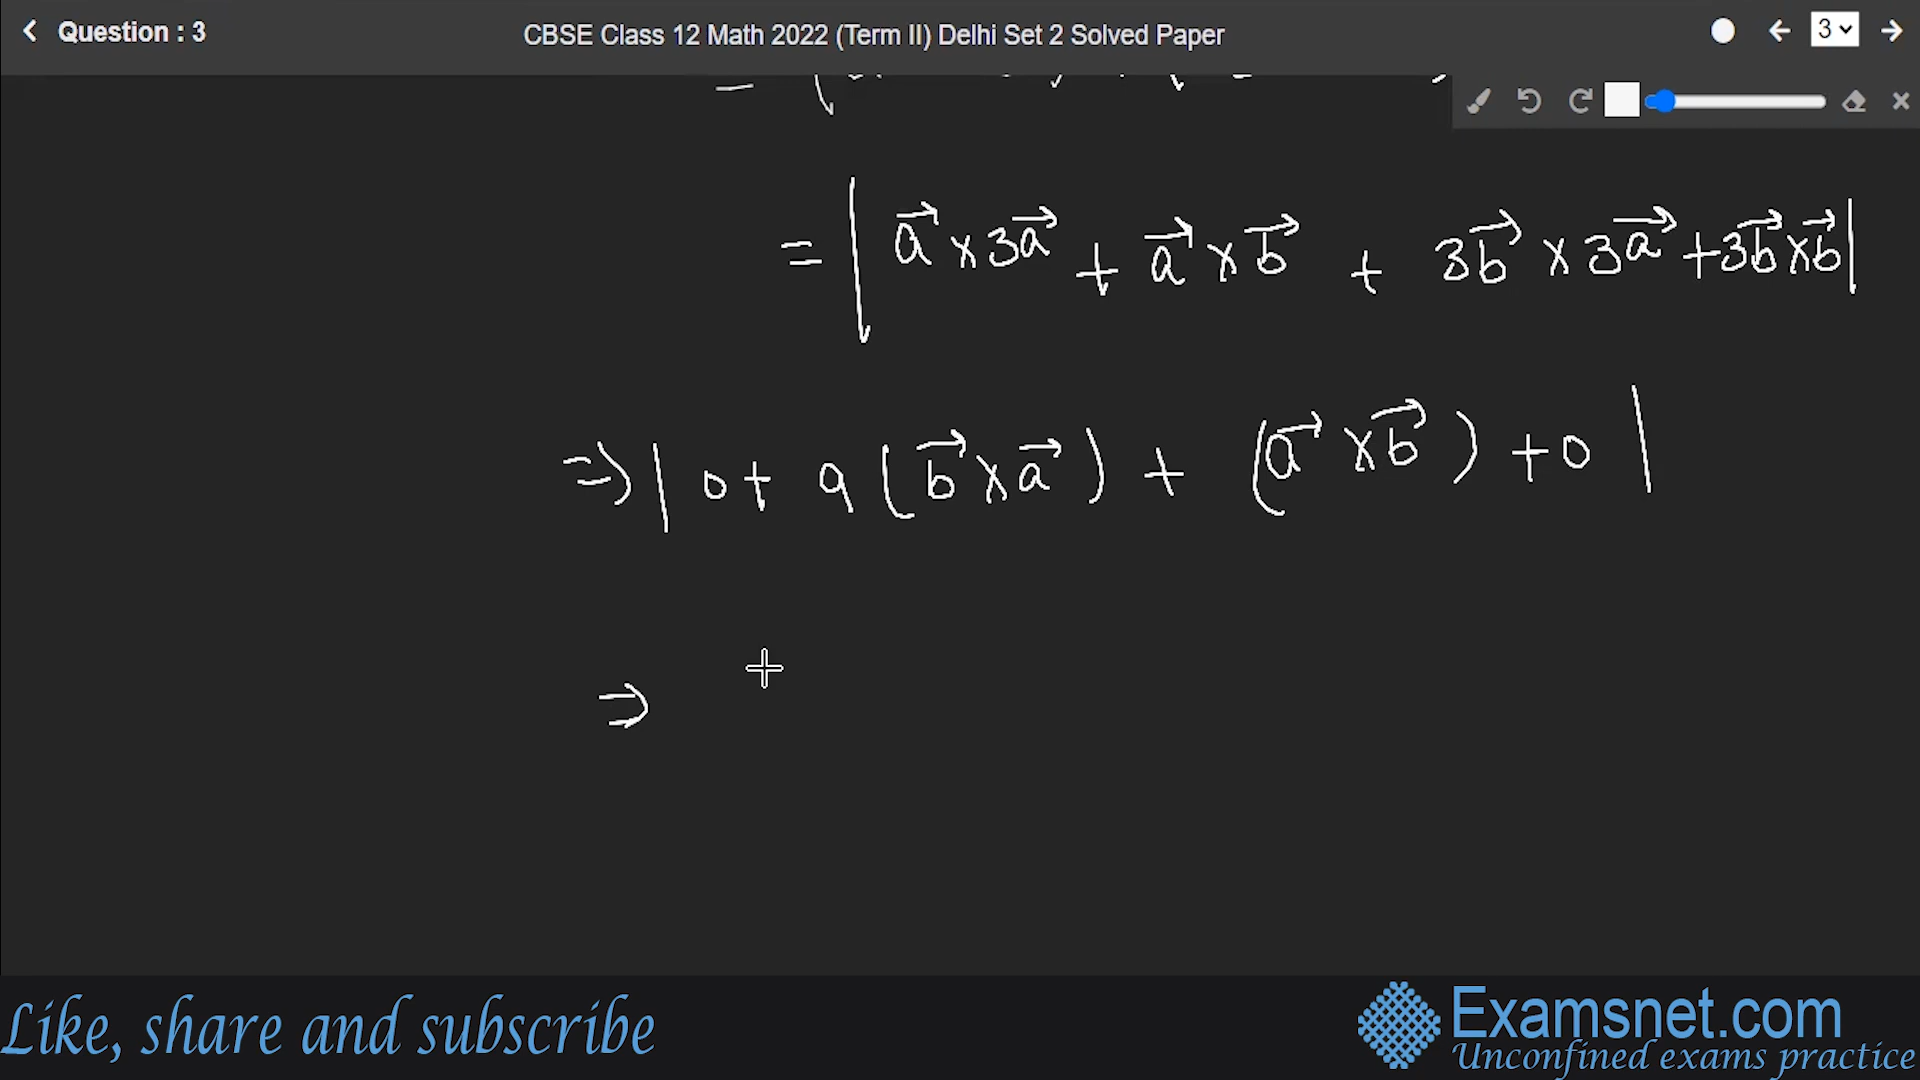 Question : 3
CBSE Class 12 Math 2022 (Term II) Delhi Set 2 Solved Paper
3
= | a⃗ × 3a⃗ + a⃗ × b⃗ + 3b⃗ × 3a⃗ + 3b⃗ × b⃗ |
⇒ | 0 + 9 ( b⃗ × a⃗ ) + ( a⃗ × b⃗ ) + 0 |
⇒
Like, share and subscribe
Examsnet.com
Unconfined exams practice